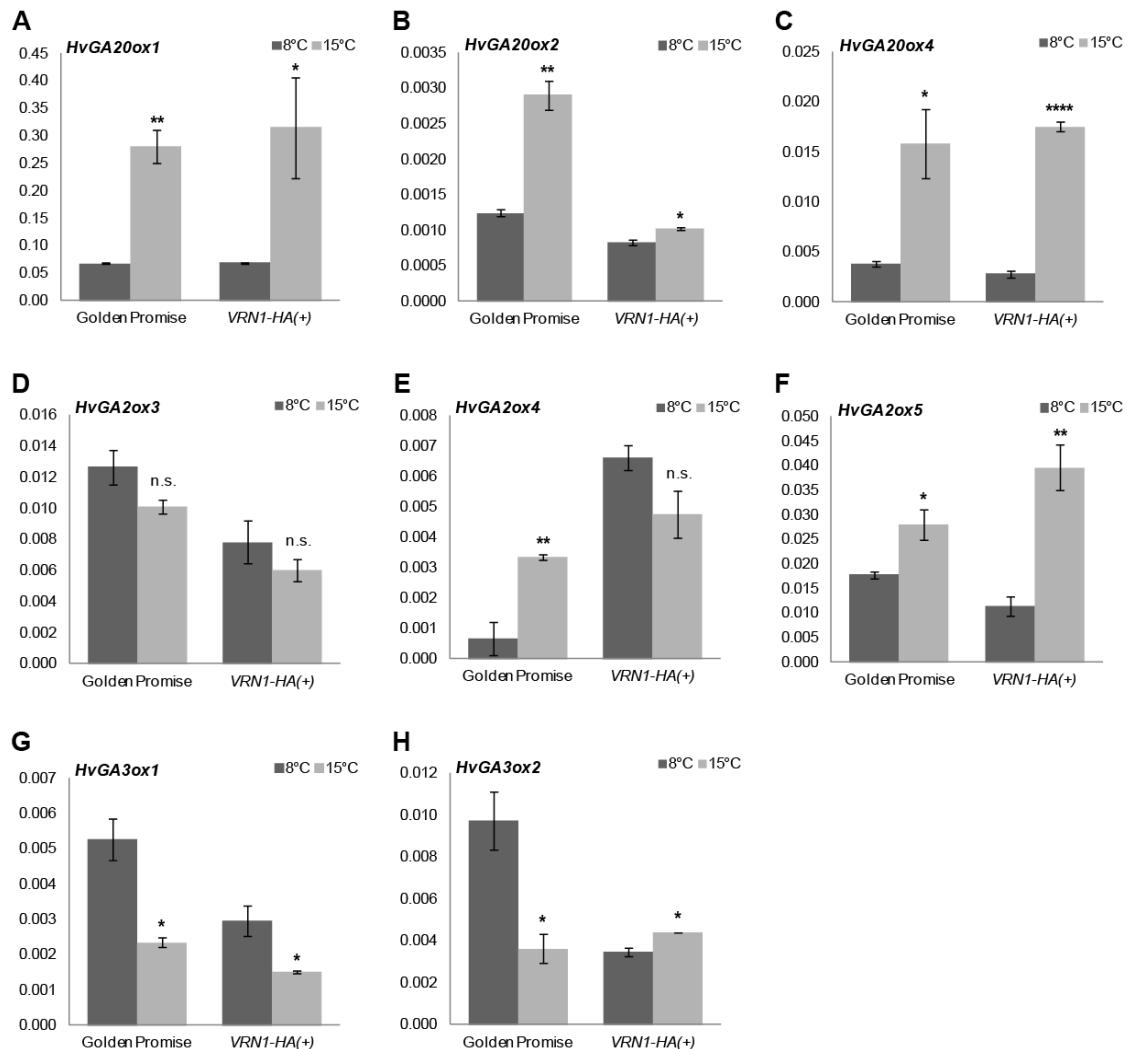 A
HvGA20ox1
8°C 15°C
0.45
0.40
0.35
0.30
0.25
0.20
0.15
0.10
0.05
0.00
**
*
Golden Promise VRN1-HA(+)
B
HvGA20ox2
8°C 15°C
0.0035
0.0030
0.0025
0.0020
0.0015
0.0010
0.0005
0.0000
**
*
Golden Promise VRN1-HA(+)
C
HvGA20ox4
8°C 15°C
0.025
0.020
0.015
0.010
0.005
0.000
*
****
Golden Promise VRN1-HA(+)
D
HvGA2ox3
8°C 15°C
0.016
0.014
0.012
0.010
0.008
0.006
0.004
0.002
0.000
n.s.
n.s.
Golden Promise VRN1-HA(+)
E
HvGA2ox4
8°C 15°C
0.008
0.007
0.006
0.005
0.004
0.003
0.002
0.001
0.000
**
n.s.
Golden Promise VRN1-HA(+)
F
HvGA2ox5
8°C 15°C
0.050
0.045
0.040
0.035
0.030
0.025
0.020
0.015
0.010
0.005
0.000
*
**
Golden Promise VRN1-HA(+)
G
HvGA3ox1
8°C 15°C
0.007
0.006
0.005
0.004
0.003
0.002
0.001
0.000
*
*
Golden Promise VRN1-HA(+)
H
HvGA3ox2
8°C 15°C
0.012
0.010
0.008
0.006
0.004
0.002
0.000
*
*
Golden Promise VRN1-HA(+)